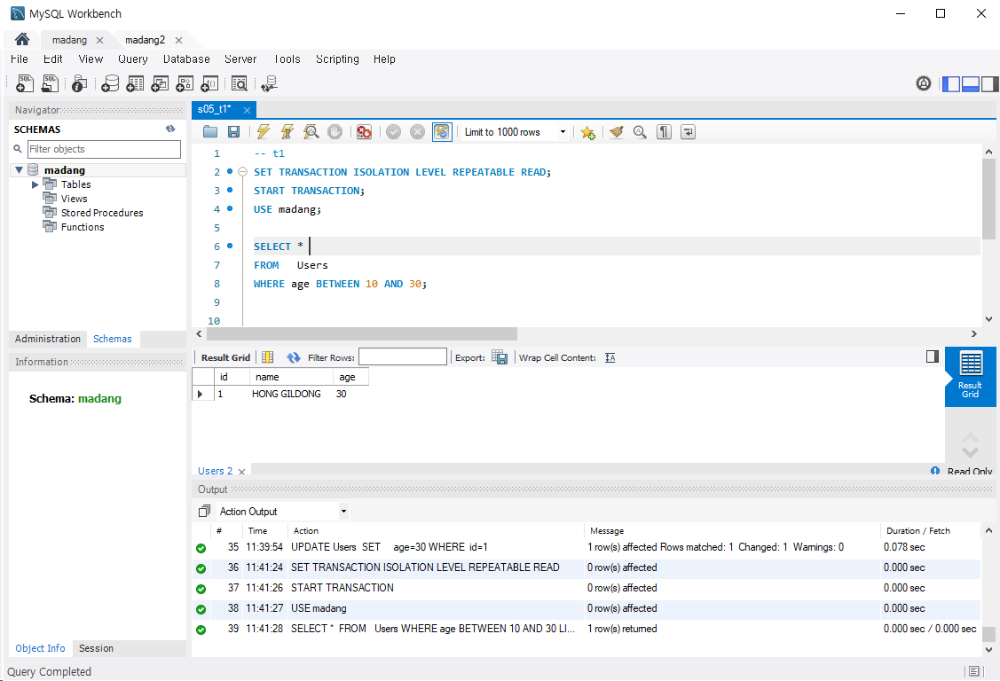 MySQL Workbench
madang madang2
File Edit View Query Database Server Tools Scripting Help
Navigator
SCHEMAS
Filter objects
madang
Tables
Views
Stored Procedures
Functions
Administration Schemas
Information
Schema: madang
Object Info Session
s05_t1*
Limit to 1000 rows
1 -- t1
2 SET TRANSACTION ISOLATION LEVEL REPEATABLE READ;
3 START TRANSACTION;
4 USE madang;
5
6 SELECT *
7 FROM Users
8 WHERE age BETWEEN 10 AND 30;
9
10
Result Grid Filter Rows: Export: Wrap Cell Content:
id name age
1 HONG GILDONG 30
Result
Grid
Users 2 Read Only
Output
Action Output
# Time Action Message Duration / Fetch
35 11:39:54 UPDATE Users SET age=30 WHERE id=1 1 row(s) affected Rows matched: 1 Changed: 1 Warnings: 0 0.078 sec
36 11:41:24 SET TRANSACTION ISOLATION LEVEL REPEATABLE READ 0 row(s) affected 0.000 sec
37 11:41:26 START TRANSACTION 0 row(s) affected 0.000 sec
38 11:41:27 USE madang 0 row(s) affected 0.000 sec
39 11:41:28 SELECT * FROM Users WHERE age BETWEEN 10 AND 30 LI... 1 row(s) returned 0.000 sec / 0.000 sec
Query Completed